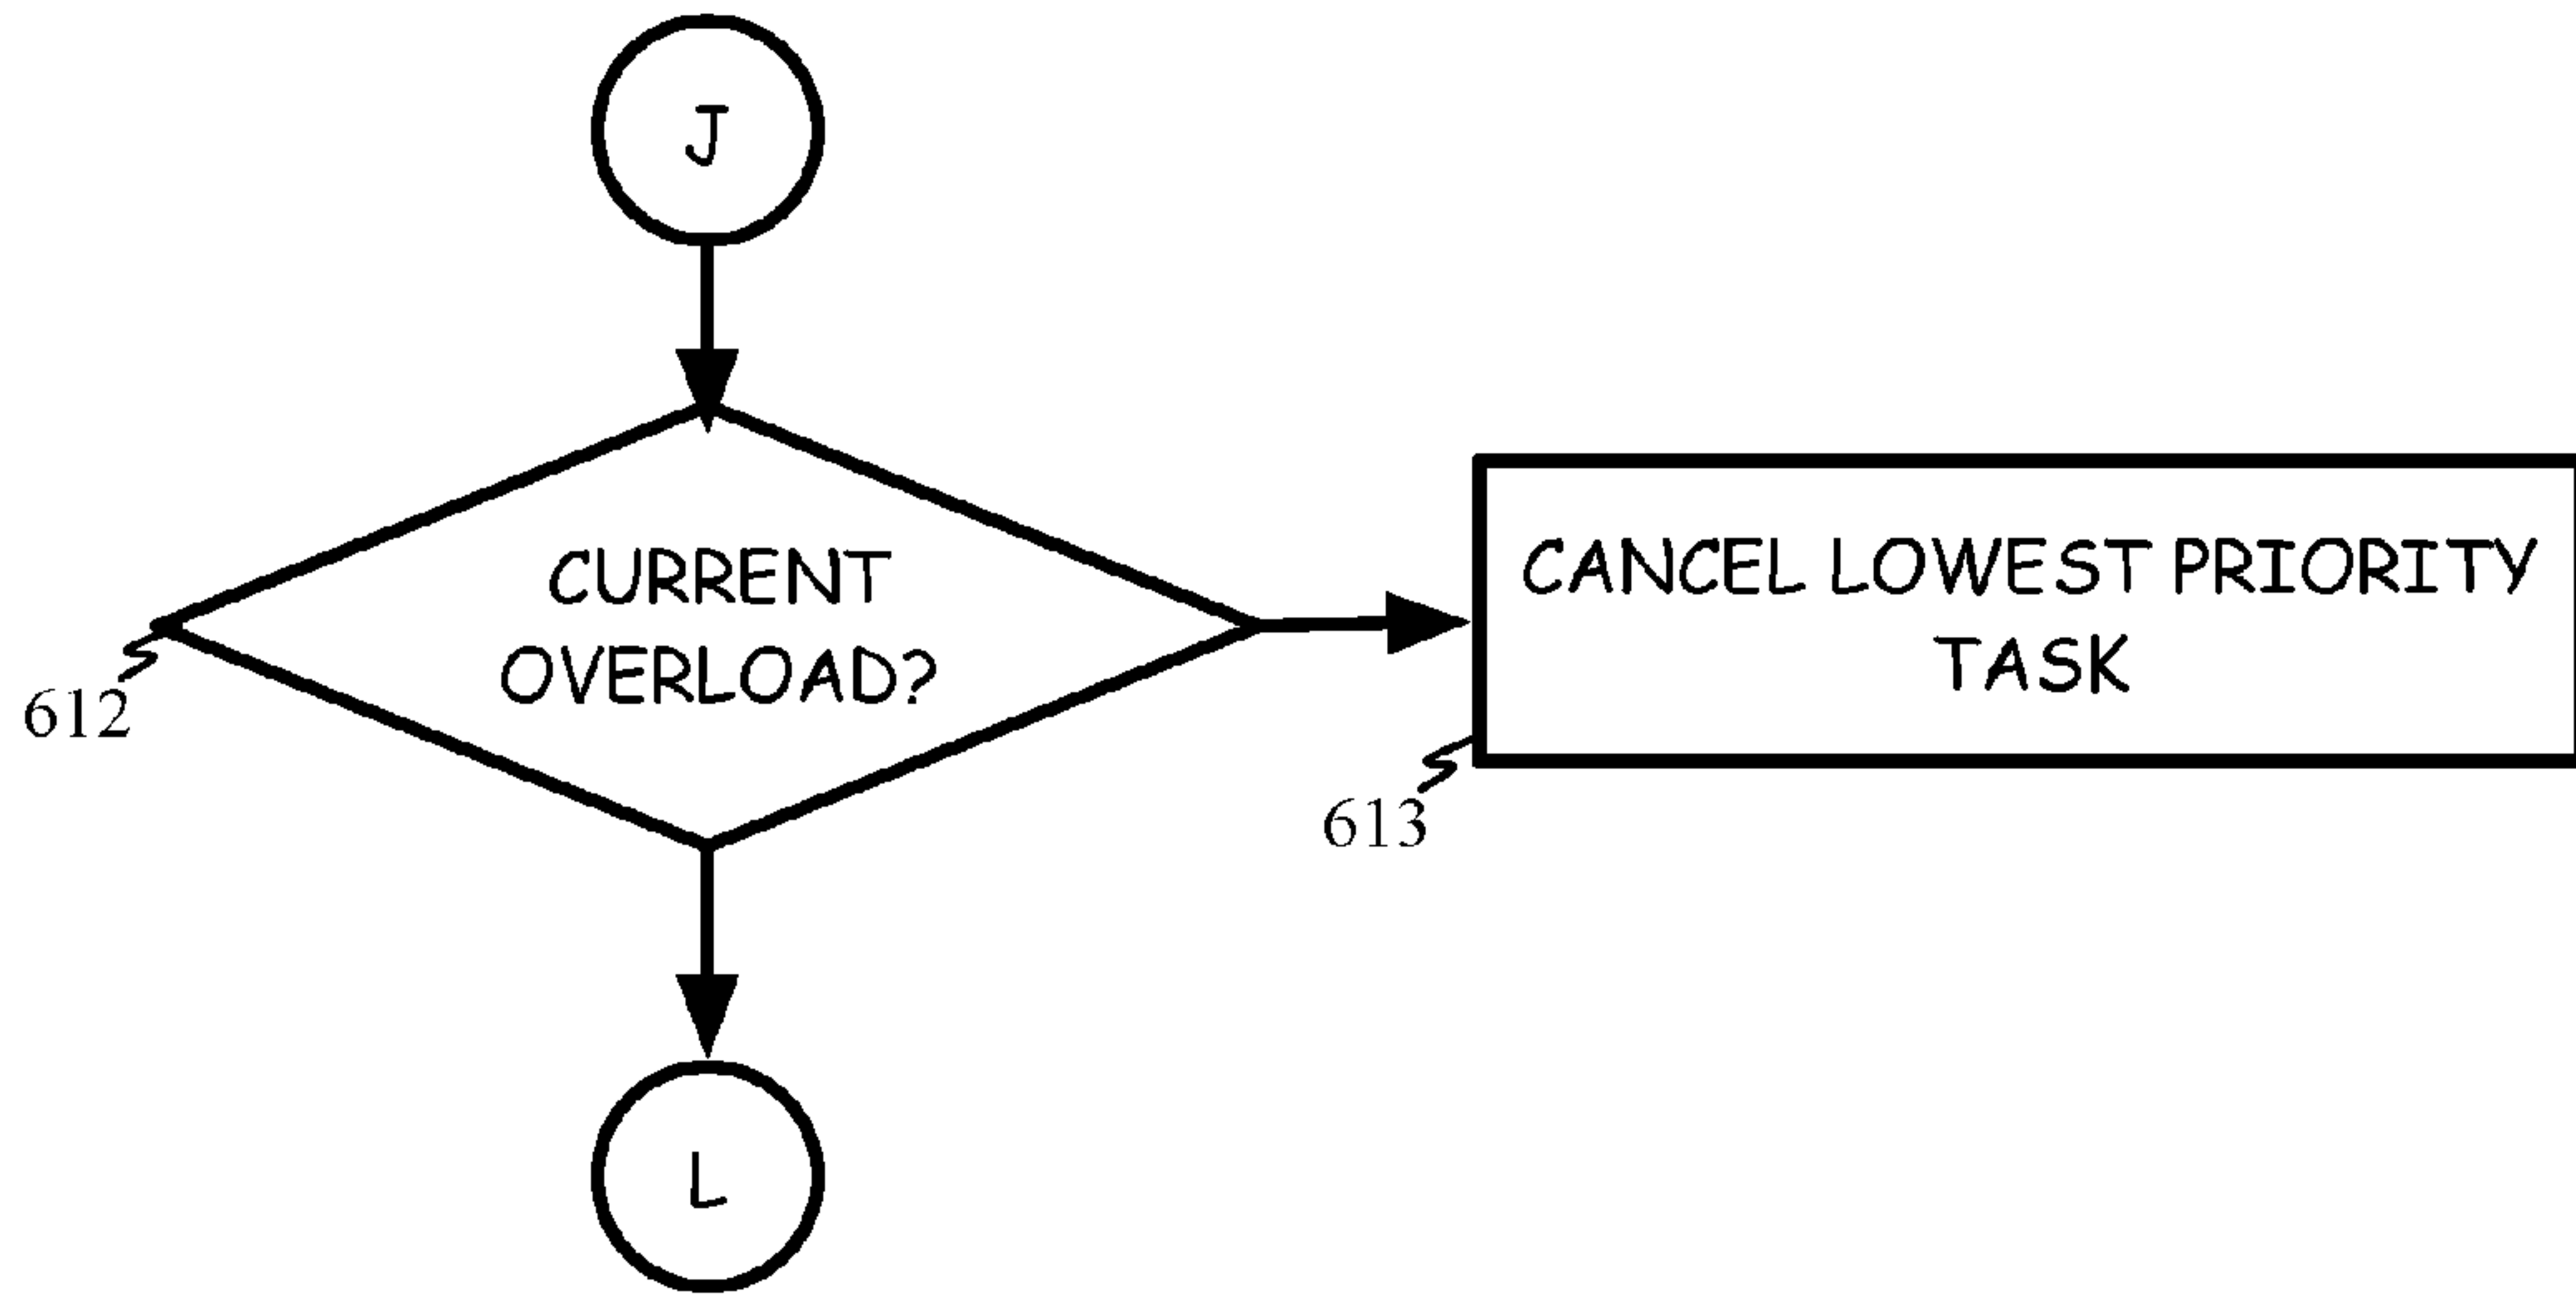 J
CURRENT
OVERLOAD?
612
CANCEL LOWEST PRIORITY
TASK
613
L